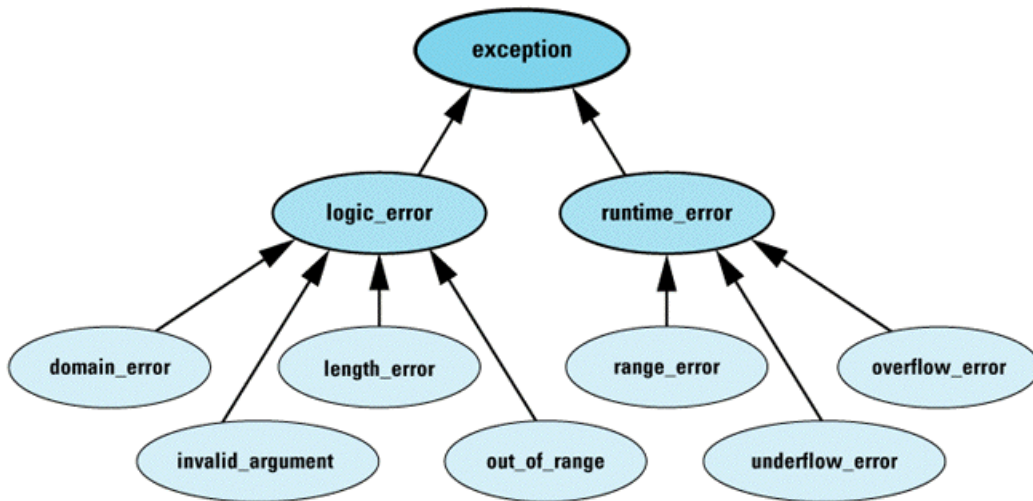 exception
logic_error
runtime_error
domain_error
length_error
range_error
overflow_error
invalid_argument
out_of_range
underflow_error